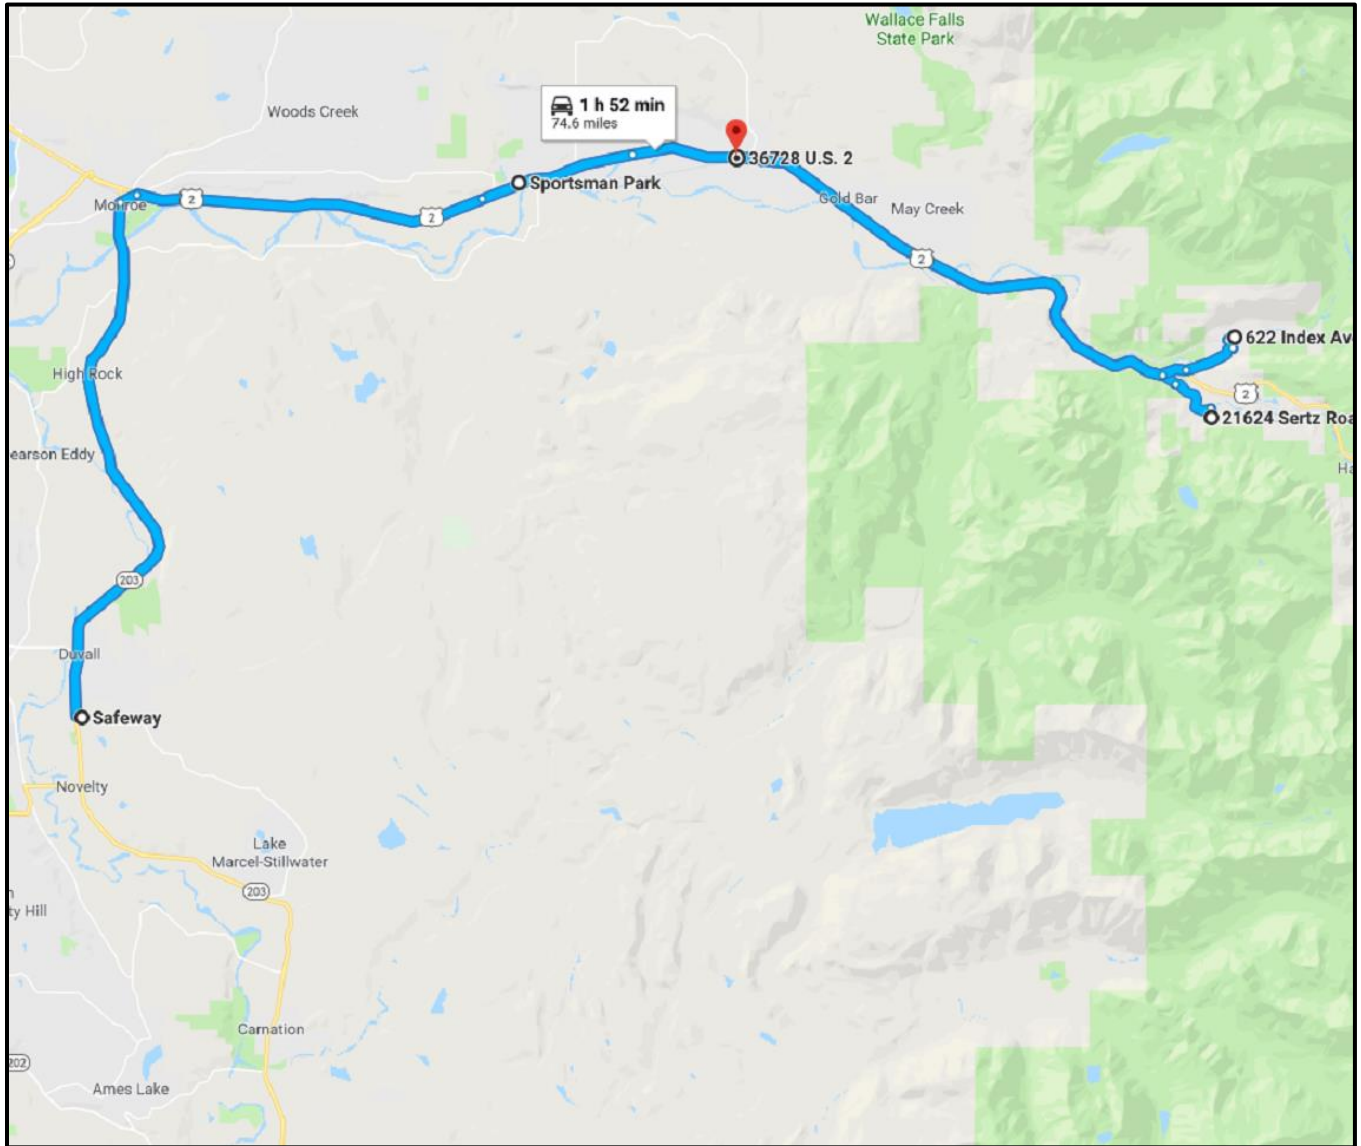 Wallace Falls
State Park
Woods Creek
1 h 52 min
74.6 miles
36728 U.S. 2
Sportsman Park
2
Monroe
Gold Bar
May Creek
2
2
622 Index Av
High Rock
2
21624 Sertz Roa
earson Eddy
Ha
203
Duvall
Safeway
Novelty
Lake
Marcel-Stillwater
203
ty Hill
Carnation
202
Ames Lake